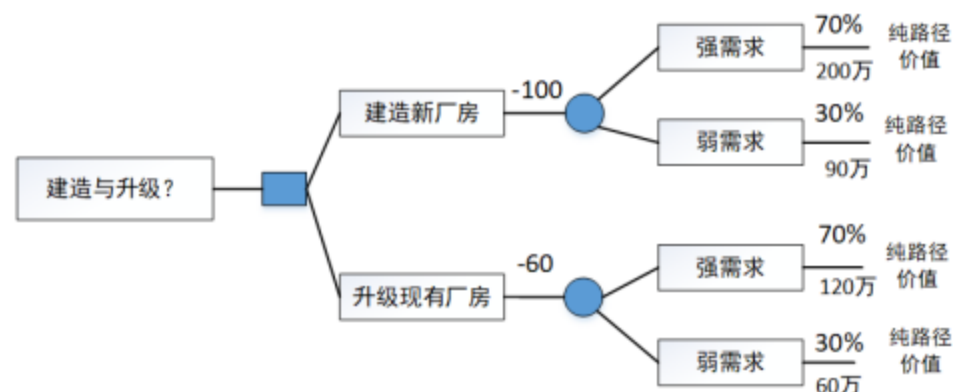 建造与升级？
建造新厂房
-100
强需求
70%
200万
纯路径
价值
弱需求
30%
90万
纯路径
价值
升级现有厂房
-60
强需求
70%
120万
纯路径
价值
弱需求
30%
60万
纯路径
价值